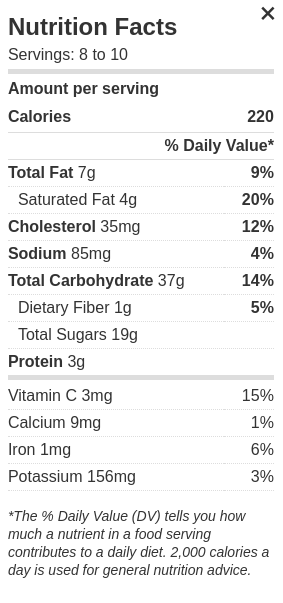 ×
Nutrition Facts
Servings: 8 to 10
Amount per serving
Calories 220
% Daily Value*
Total Fat 7g 9%
Saturated Fat 4g 20%
Cholesterol 35mg 12%
Sodium 85mg 4%
Total Carbohydrate 37g 14%
Dietary Fiber 1g 5%
Total Sugars 19g
Protein 3g
Vitamin C 3mg 15%
Calcium 9mg 1%
Iron 1mg 6%
Potassium 156mg 3%
*The % Daily Value (DV) tells you how
much a nutrient in a food serving
contributes to a daily diet. 2,000 calories a
day is used for general nutrition advice.